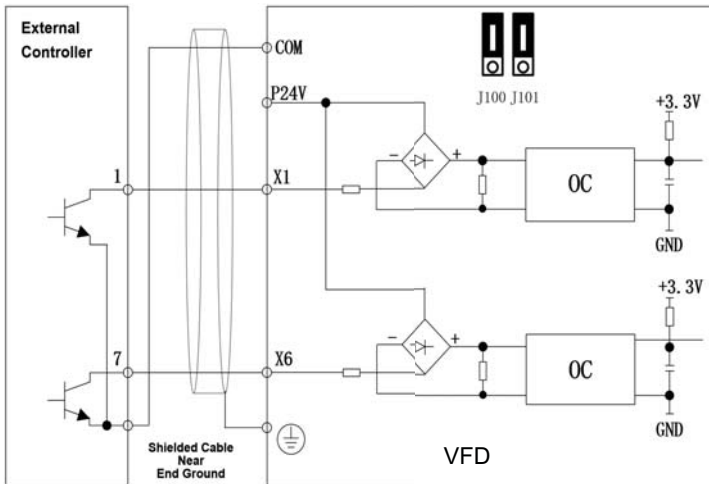 External
Controller
COM
P24V
J100 J101
+3.3V
1
X1
- +
OC
GND
+3.3V
7
X6
- +
OC
GND
Shielded Cable
Near
End Ground
VFD